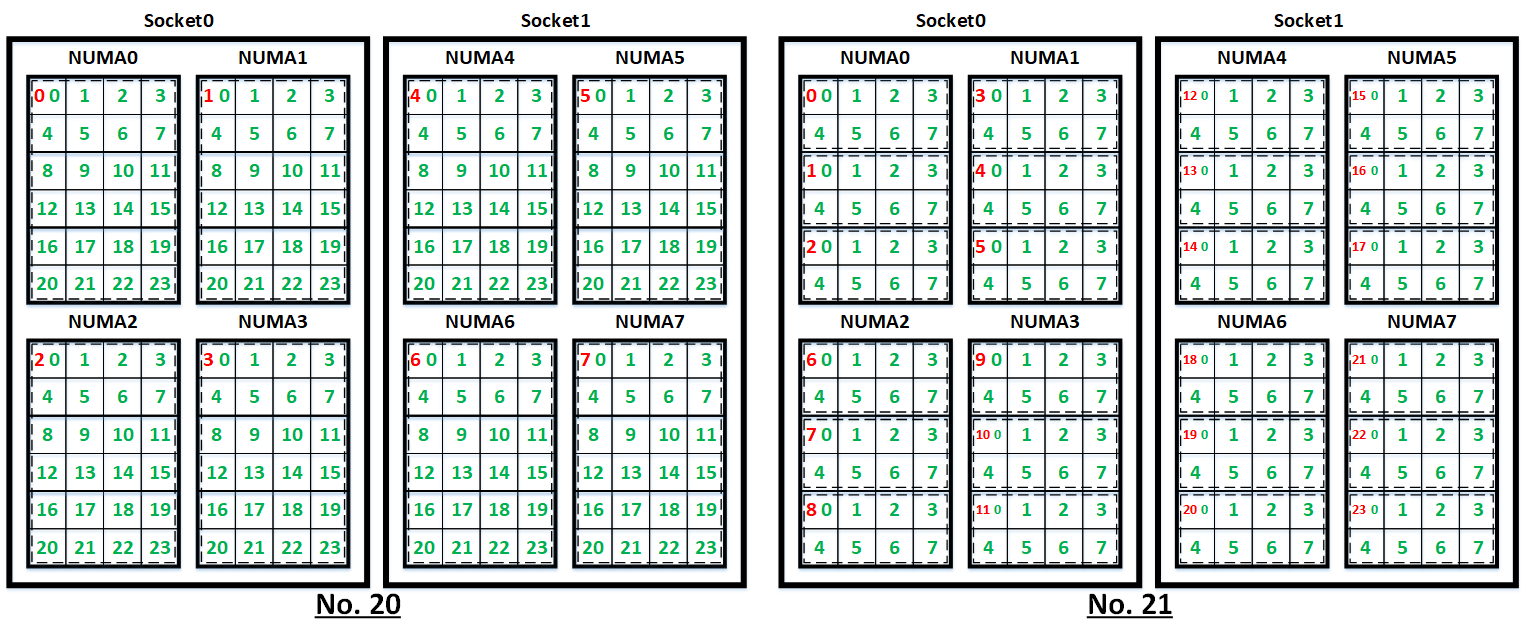 Socket0 Socket1 Socket0 Socket1
NUMA0 NUMA1 NUMA4 NUMA5 NUMA0 NUMA1 NUMA4 NUMA5
0 0 1 2 3 1 0 1 2 3 4 0 1 2 3 5 0 1 2 3 0 0 1 2 3 3 0 1 2 3 12 0 1 2 3 15 0 1 2 3
4 5 6 7 4 5 6 7 4 5 6 7 4 5 6 7 4 5 6 7 4 5 6 7 4 5 6 7 4 5 6 7
8 9 10 11 8 9 10 11 8 9 10 11 8 9 10 11 1 0 1 2 3 4 0 1 2 3 13 0 1 2 3 16 0 1 2 3
12 13 14 15 12 13 14 15 12 13 14 15 12 13 14 15 4 5 6 7 4 5 6 7 4 5 6 7 4 5 6 7
16 17 18 19 16 17 18 19 16 17 18 19 16 17 18 19 2 0 1 2 3 5 0 1 2 3 14 0 1 2 3 17 0 1 2 3
20 21 22 23 20 21 22 23 20 21 22 23 20 21 22 23 4 5 6 7 4 5 6 7 4 5 6 7 4 5 6 7
NUMA2 NUMA3 NUMA6 NUMA7 NUMA2 NUMA3 NUMA6 NUMA7
2 0 1 2 3 3 0 1 2 3 6 0 1 2 3 7 0 1 2 3 6 0 1 2 3 9 0 1 2 3 18 0 1 2 3 21 0 1 2 3
4 5 6 7 4 5 6 7 4 5 6 7 4 5 6 7 4 5 6 7 4 5 6 7 4 5 6 7 4 5 6 7
8 9 10 11 8 9 10 11 8 9 10 11 8 9 10 11 7 0 1 2 3 10 0 1 2 3 19 0 1 2 3 22 0 1 2 3
12 13 14 15 12 13 14 15 12 13 14 15 12 13 14 15 4 5 6 7 4 5 6 7 4 5 6 7 4 5 6 7
16 17 18 19 16 17 18 19 16 17 18 19 16 17 18 19 8 0 1 2 3 11 0 1 2 3 20 0 1 2 3 23 0 1 2 3
20 21 22 23 20 21 22 23 20 21 22 23 20 21 22 23 4 5 6 7 4 5 6 7 4 5 6 7 4 5 6 7
No. 20 No. 21